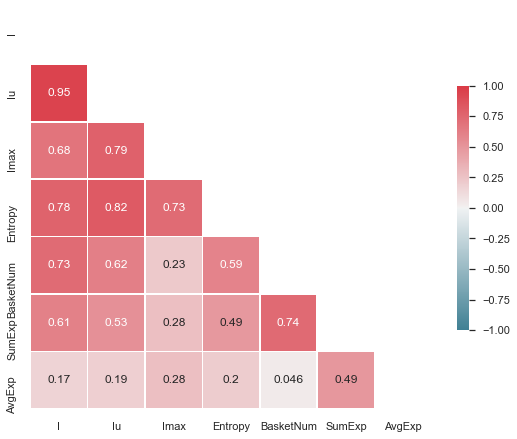 I
Iu
0.95
Imax
0.68 0.79
Entropy
0.78 0.82 0.73
BasketNum
0.73 0.62 0.23 0.59
SumExp
0.61 0.53 0.28 0.49 0.74
AvgExp
0.17 0.19 0.28 0.2 0.046 0.49
I Iu Imax Entropy BasketNum SumExp AvgExp
1.00
0.75
0.50
0.25
0.00
−0.25
−0.50
−0.75
−1.00